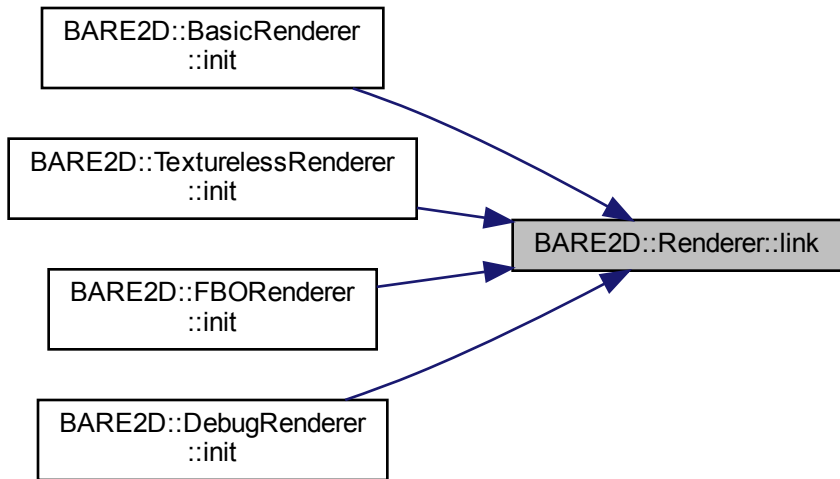 BARE2D::BasicRenderer
::init
BARE2D::TexturelessRenderer
::init
BARE2D::Renderer::link
BARE2D::FBORenderer
::init
BARE2D::DebugRenderer
::init